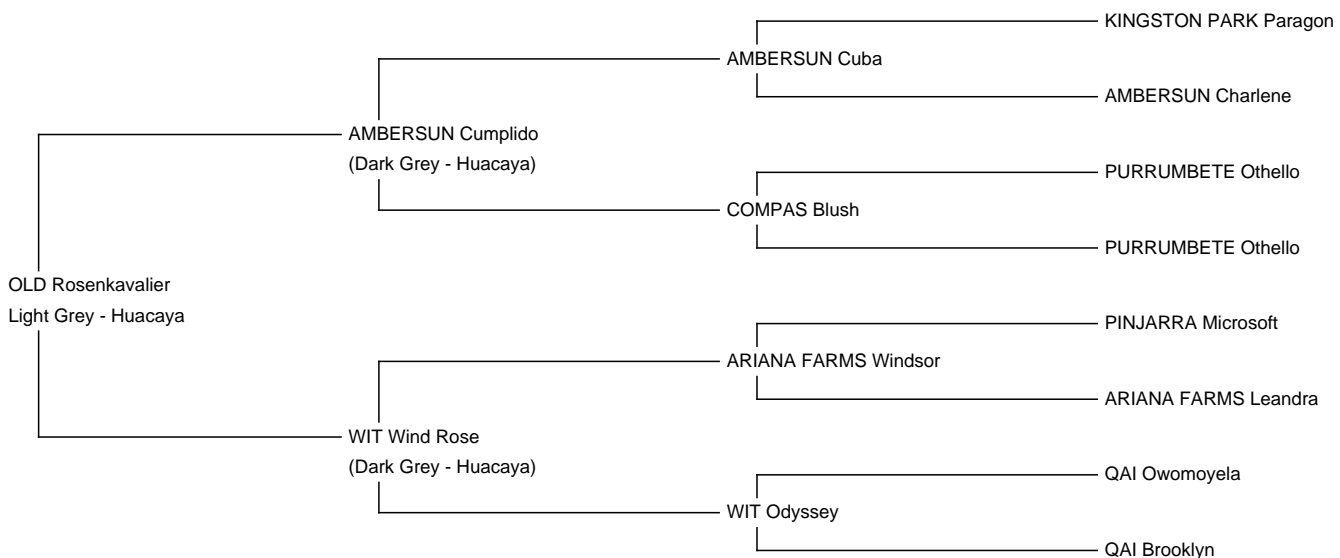 KINGSTON PARK Paragon
AMBERSUN Cuba
AMBERSUN Charlene
AMBERSUN Cumplido
(Dark Grey - Huacaya)
PURRUMBETE Othello
COMPAS Blush
PURRUMBETE Othello
OLD Rosenkavalier
Light Grey - Huacaya
PINJARRA Microsoft
ARIANA FARMS Windsor
ARIANA FARMS Leandra
WIT Wind Rose
(Dark Grey - Huacaya)
QAI Owomoyela
WIT Odyssey
QAI Brooklyn